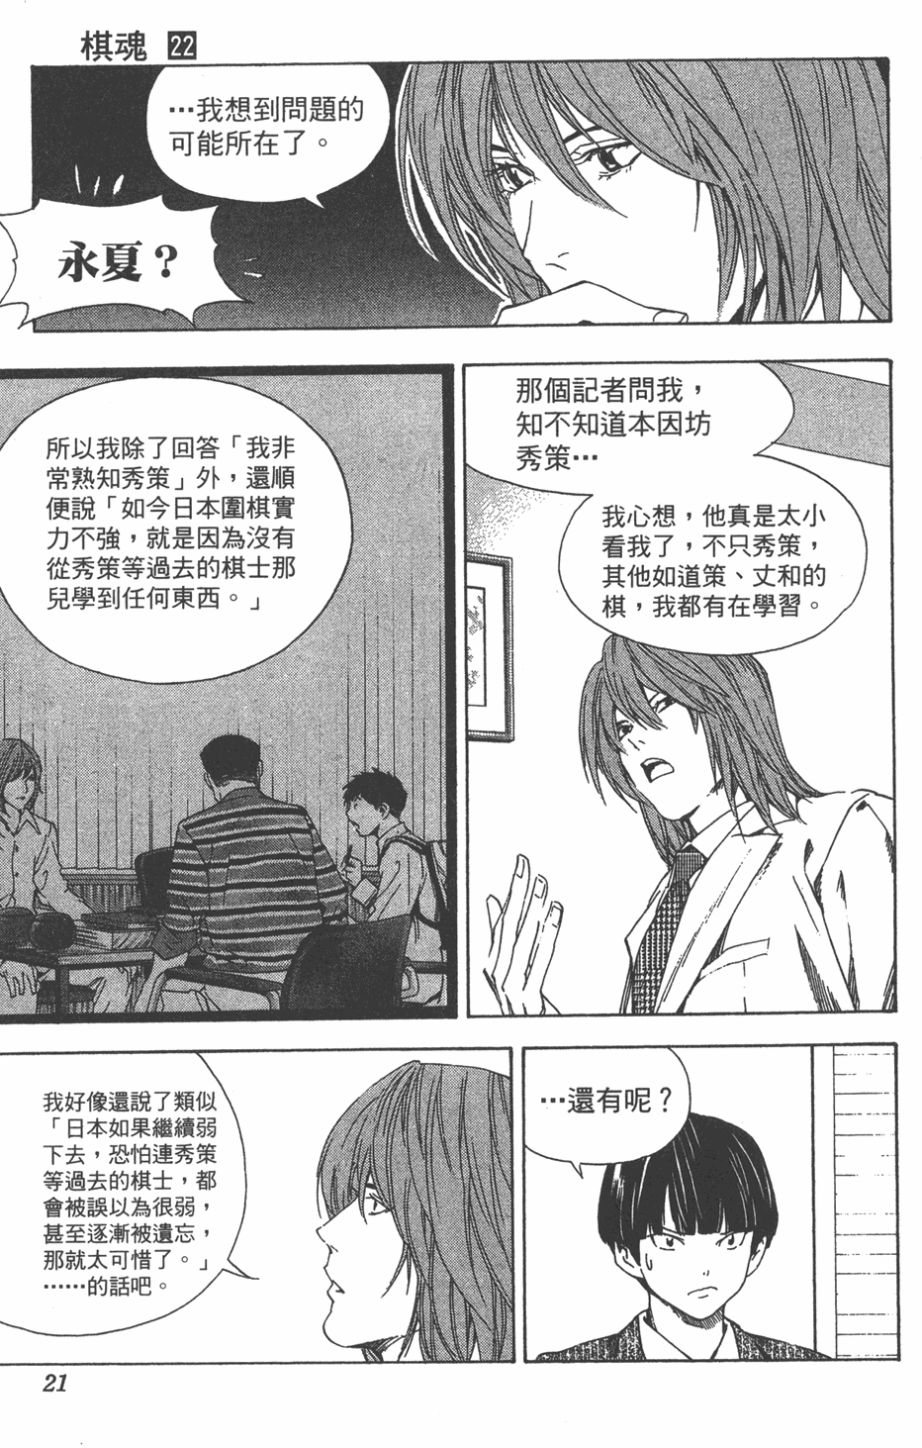 棋魂 22
…我想到問題的
可能所在了。
永夏？
那個記者問我，
知不知道本因坊
秀策…
我心想，他真是太小
看我了，不只秀策，
其他如道策、丈和的
棋，我都有在學習。
所以我除了回答「我非
常熟知秀策」外，還順
便說「如今日本圍棋實
力不強，就是因為沒有
從秀策等過去的棋士那
兒學到任何東西。」
…還有呢？
我好像還說了類似
「日本如果繼續弱
下去，恐怕連秀策
等過去的棋士，都
會被誤以為很弱，
甚至逐漸被遺忘，
那就太可惜了。」
……的話吧。
21